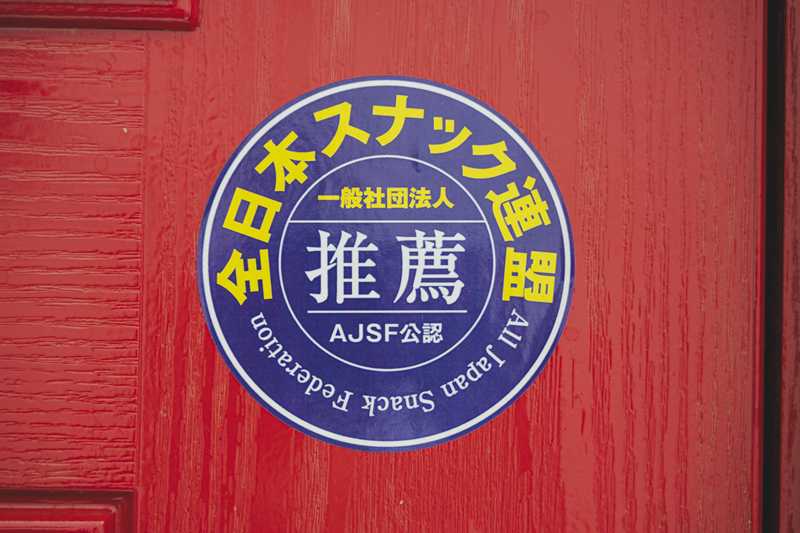 全日本スナック連盟
一般社団法人
推薦
AJSF公認
All Japan Snack Federation